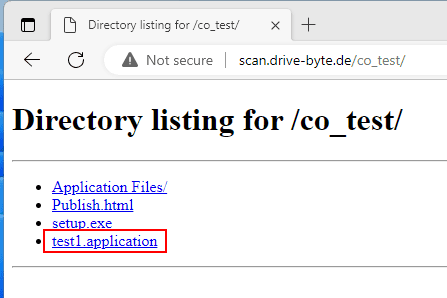 Directory listing for /co_test/
Not secure
scan.drive-byte.de/co_test/
Directory listing for /co_test/
Application Files/
Publish.html
setup.exe
test1.application